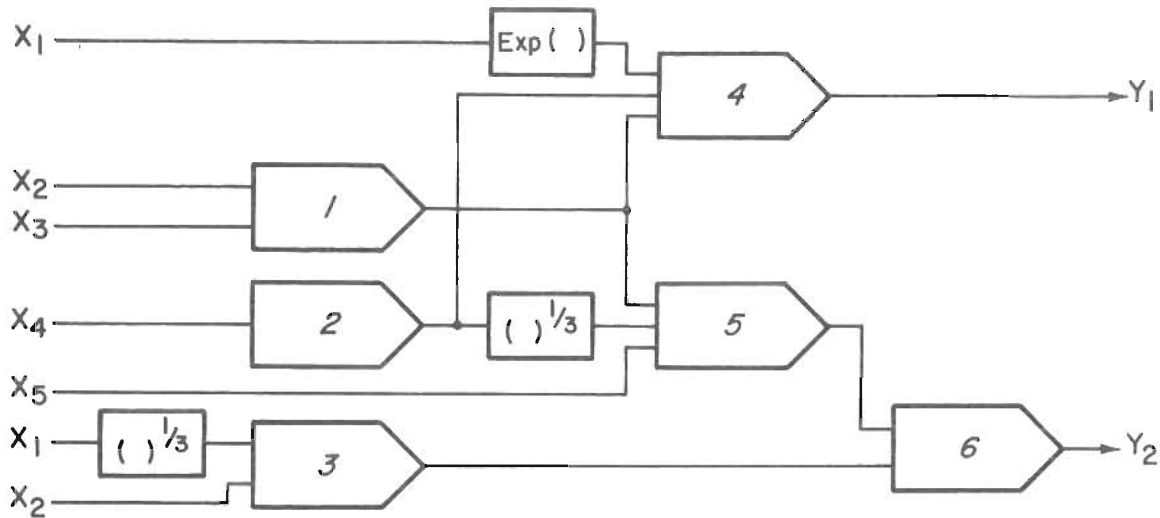 X₁
Exp( )
4
Y₁
X₂
1
X₃
X₄
2
( )^1/3
5
X₅
X₁
( )^1/3
3
6
Y₂
X₂